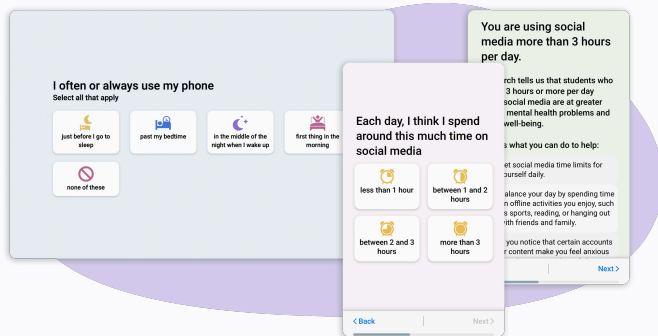 I often or always use my phone
Select all that apply
just before I go to
sleep
past my bedtime
in the middle of the
night when I wake up
first thing in the
morning
none of these
Each day, I think I spend
around this much time on
social media
less than 1 hour
between 1 and 2
hours
between 2 and 3
hours
more than 3
hours
Back
Next
You are using social
media more than 3 hours
per day.
tells us that students who
3 hours or more per day
social media are at greater
mental health problems and
well-being.
what you can do to help:
social media time limits for
daily.
your day by spending time
offline activities you enjoy, such
sports, reading, or hanging out
friends and family.
you notice that certain accounts
content make you feel anxious
Next